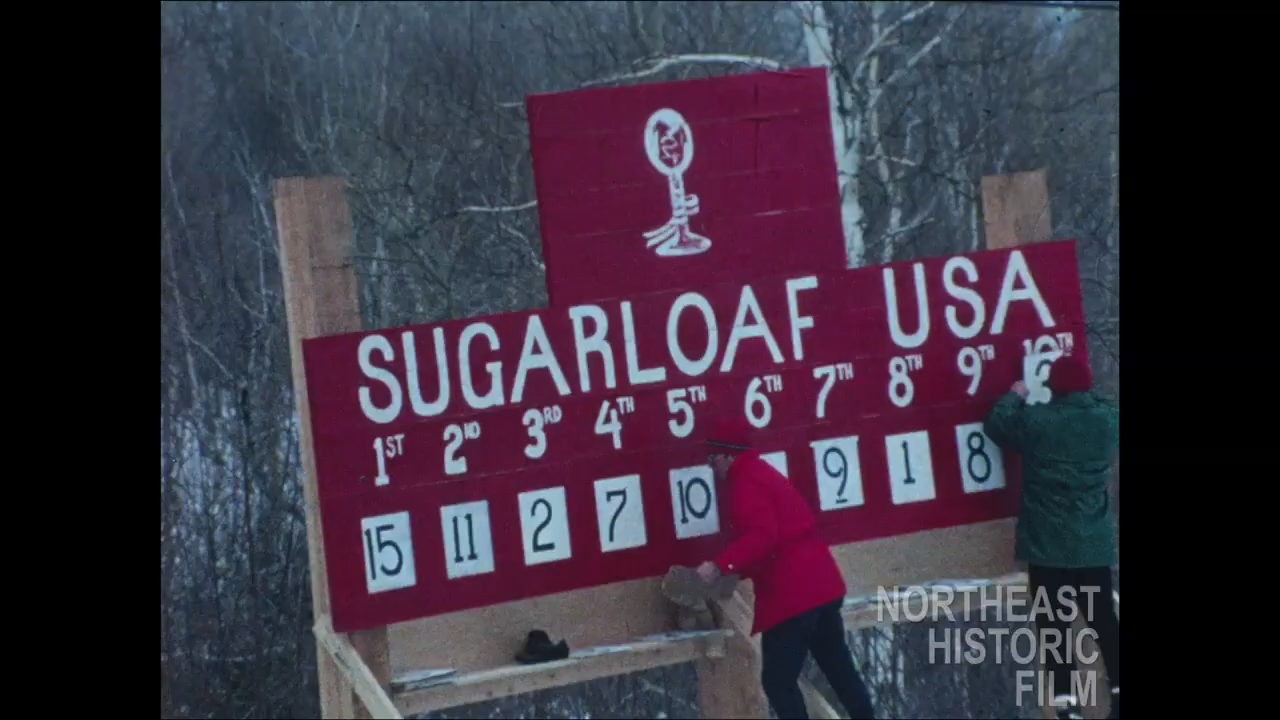 SUGARLOAF USA
1ST 2ND 3RD 4TH 5TH 6TH 7TH 8TH 9TH 10TH
15 11 2 7 10 9 1 8
NORTHEAST
HISTORIC
FILM